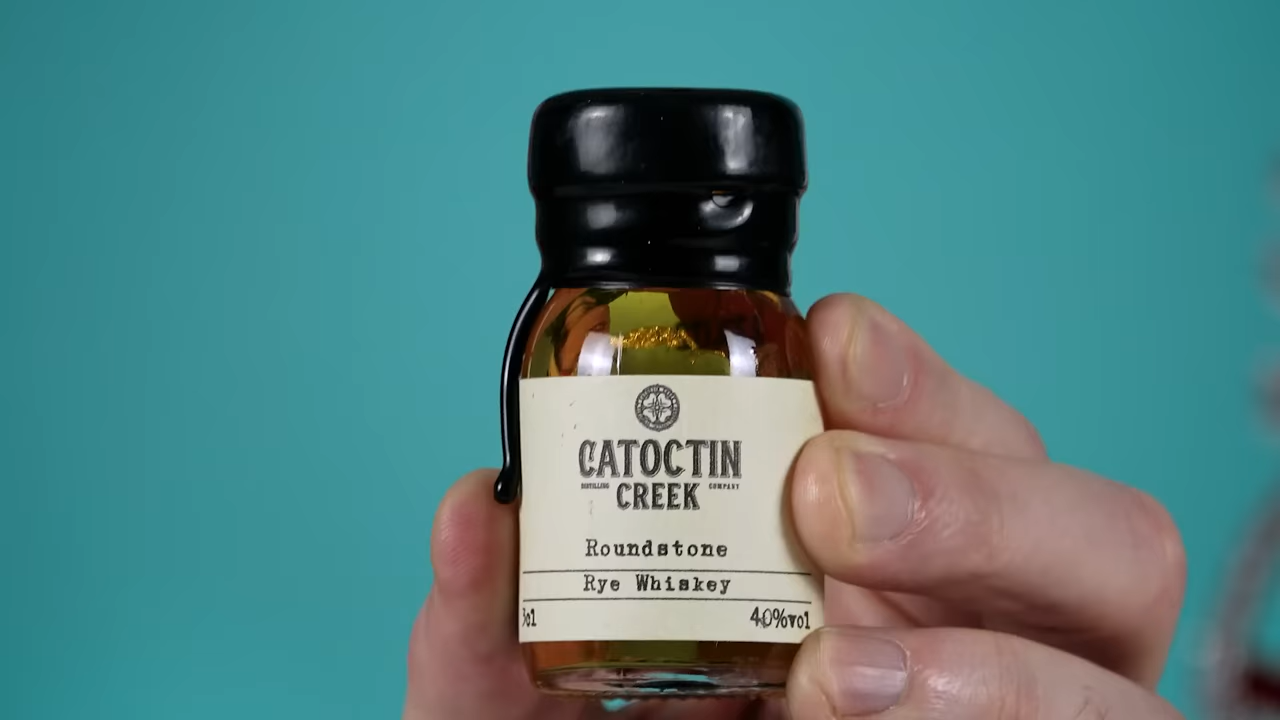 CATOCTIN
DISTILLING COMPANY
CREEK
Roundstone
Rye Whiskey
3cl 40%vol